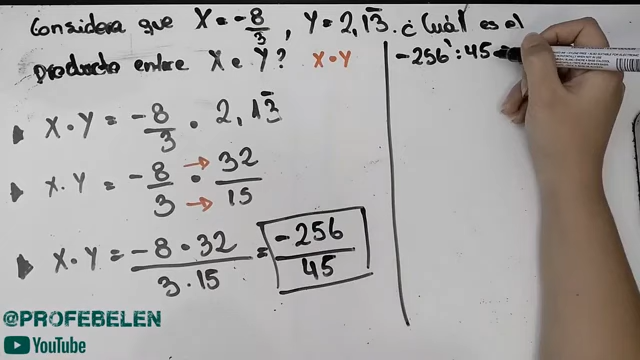 Considera que X = -8/3 , Y = 2,13̅. ¿Cuál es el
producto entre X e Y? X•Y
X•Y = -8/3 • 2,13̅
X•Y = -8/3 • 32/15
X•Y = -8•32/3•15 = -256/45
-256' : 45
@PROFEBELEN
YouTube